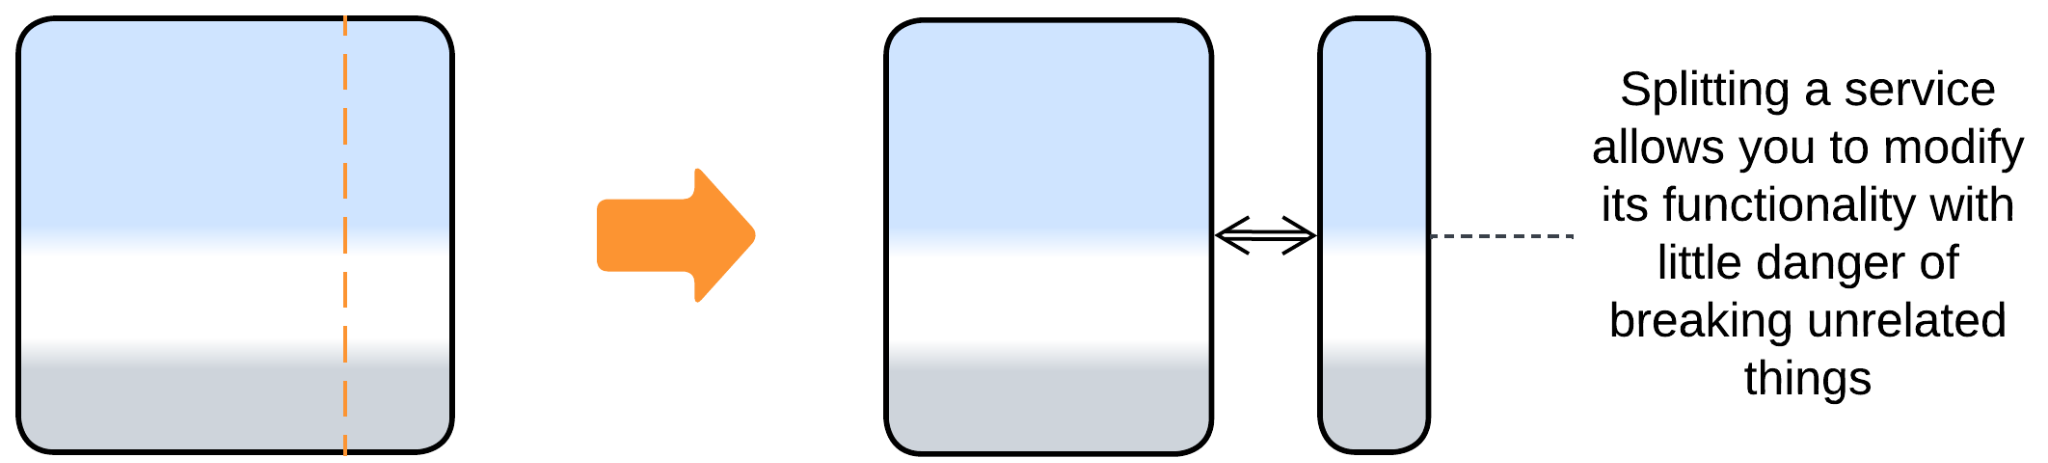 Splitting a service
allows you to modify
its functionality with
little danger of
breaking unrelated
things